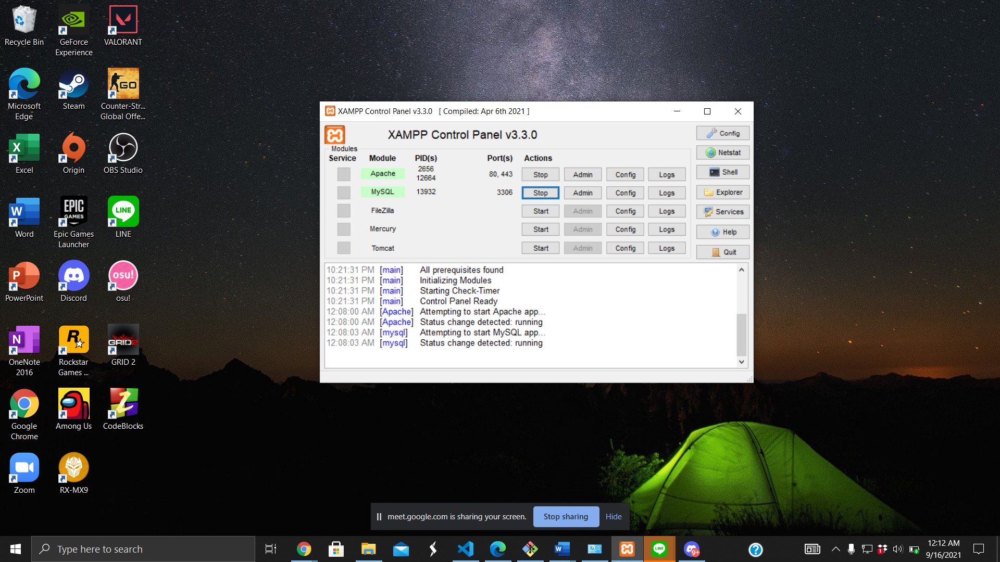 Recycle Bin
GeForce
Experience
VALORANT
Microsoft
Edge
Steam
GO
Counter-Str...
Global Offe...
X
Excel
Origin
OBS Studio
W
Word
EPIC
GAMES
Epic Games
Launcher
LINE
LINE
P
PowerPoint
Discord
osu!
osu!
N
OneNote
2016
R
Rockstar
Games ...
GRID2
GRID 2
Google
Chrome
Among Us
CodeBlocks
Zoom
RX-MX9
XAMPP Control Panel v3.3.0 [ Compiled: Apr 6th 2021 ]
XAMPP Control Panel v3.3.0
Modules
Service Module PID(s) Port(s) Actions
Apache 2656 12664 80, 443 Stop Admin Config Logs
MySQL 13932 3306 Stop Admin Config Logs
FileZilla Start Admin Config Logs
Mercury Start Admin Config Logs
Tomcat Start Admin Config Logs
Config
Netstat
Shell
Explorer
Services
Help
Quit
10:21:31 PM [main] All prerequisites found
10:21:31 PM [main] Initializing Modules
10:21:31 PM [main] Starting Check-Timer
10:21:31 PM [main] Control Panel Ready
12:08:00 AM [Apache] Attempting to start Apache app...
12:08:00 AM [Apache] Status change detected: running
12:08:03 AM [mysql] Attempting to start MySQL app...
12:08:03 AM [mysql] Status change detected: running
meet.google.com is sharing your screen. Stop sharing Hide
Type here to search
W
LINE
9+
?
1
12:12 AM
9/16/2021